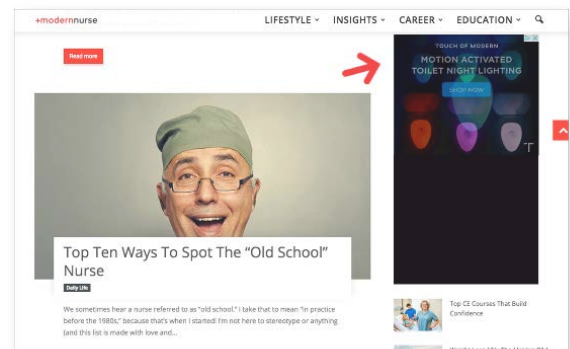 +modernnurse
LIFESTYLE
INSIGHTS
CAREER
EDUCATION
Read more
TOUCH OF MODERN
MOTION ACTIVATED
TOILET NIGHT LIGHTING
SHOP NOW
Top Ten Ways To Spot The “Old School”
Nurse
Daily Life
We sometimes hear a nurse referred to as “old school.” I take that to mean “in practice
before the 1980s,” because that’s when I started! I’m not here to stereotype or anything
(and this list is made with love and...
Top CE Courses That Build
Confidence